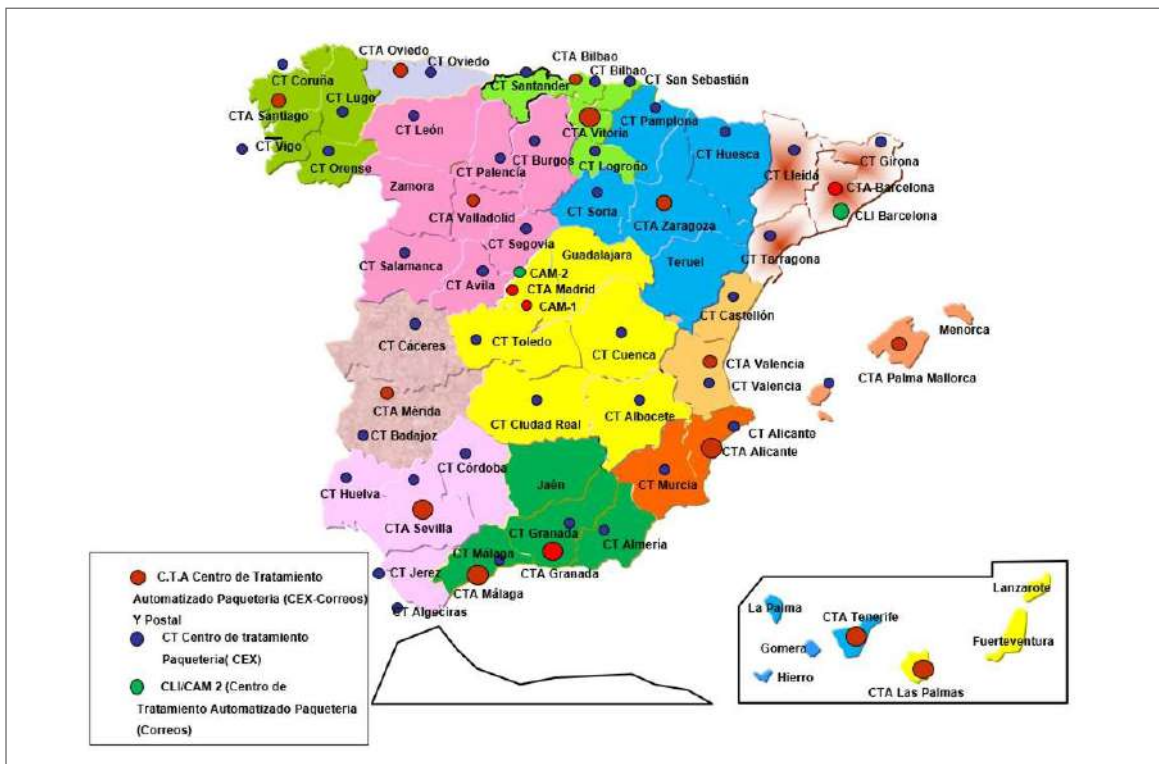 CTA Oviedo
CT Oviedo
CTA Bilbao
CT Bilbao
CT Coruña
CT Santander
CT San Sebastián
CT Lugo
CTA Santiago
CT León
CTA Vitoria
CT Pamplona
CT Vigo
CT Burgos
CT Huesca
CT Girona
CT Orense
CT Palencia
CT Logroño
CT Lleida
Zamora
CTA Barcelona
CTA Valladolid
CT Soria
CTA Zaragoza
CLI Barcelona
CT Segovia
Guadalajara
Teruel
CT Tarragona
CT Salamanca
CT Avila
CAM-2
CTA Madrid
CAM-1
CT Castellón
Menorca
CT Cáceres
CT Toledo
CT Cuenca
CTA Valencia
CTA Palma Mallorca
CT Valencia
CTA Mérida
CT Ciudad Real
CT Albacete
CT Badajoz
CT Alicante
CTA Alicante
CT Córdoba
CT Huelva
Jaén
CT Murcia
CTA Sevilla
CT Granada
CT Almería
CT Málaga
CT Jerez
CTA Granada
CTA Málaga
CT Algeciras
C.T.A Centro de Tratamiento
Automatizado Paqueteria (CEX-Correos)
Y Postal
CT Centro de tratamiento
Paqueteria( CEX)
CLI/CAM 2 (Centro de
Tratamiento Automatizado Paqueteria
(Correos)
Lanzarote
La Palma
CTA Tenerife
Gomera
Fuerteventura
Hierro
CTA Las Palmas